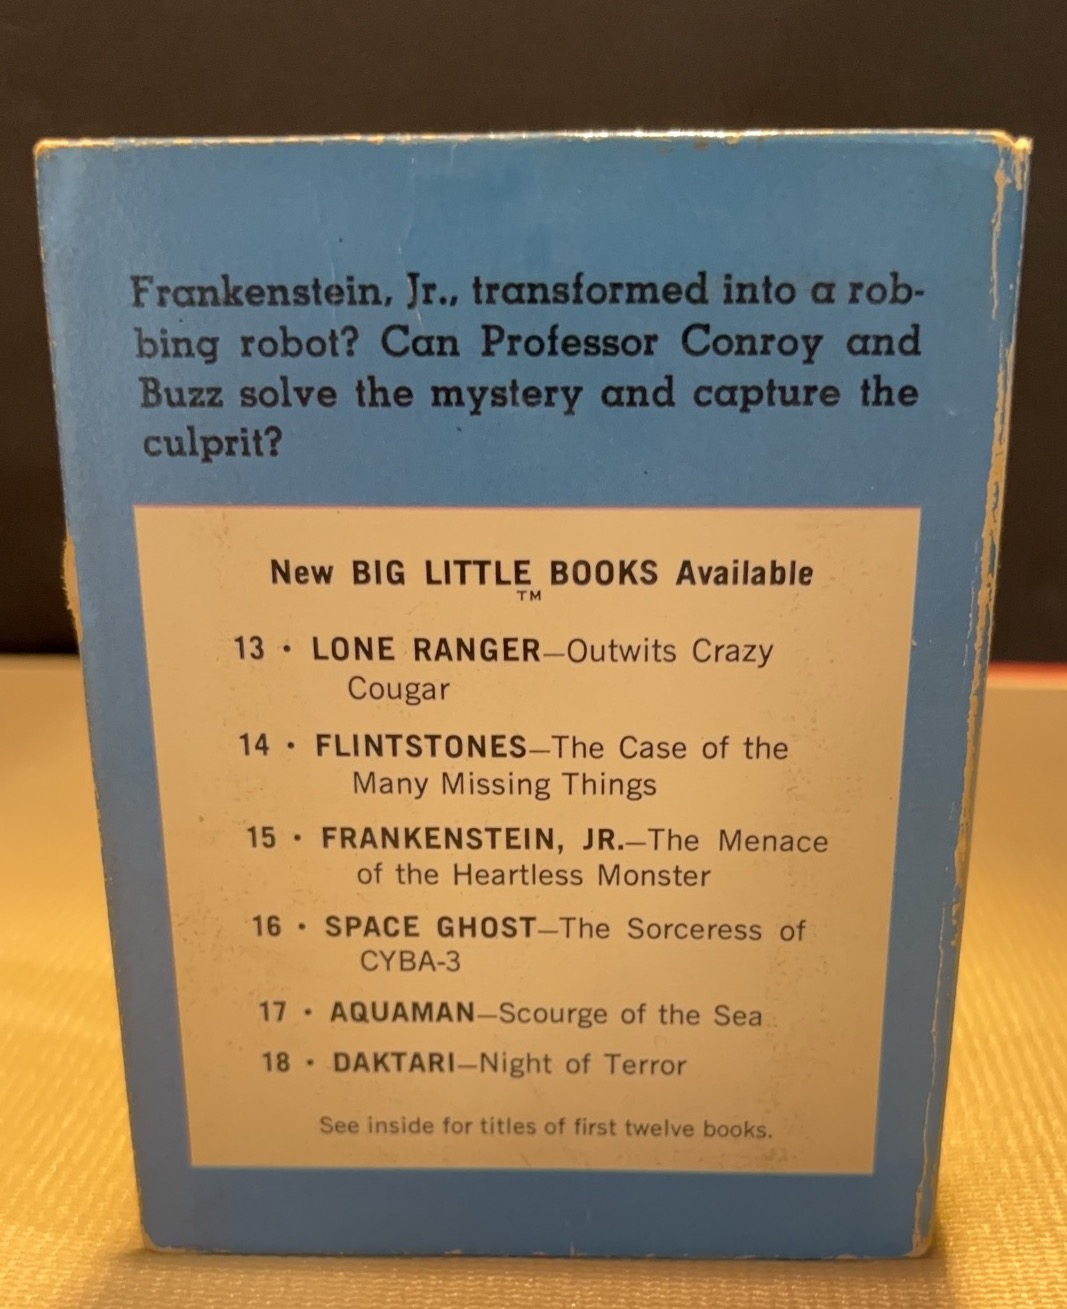 Frankenstein, Jr., transformed into a rob-
bing robot? Can Professor Conroy and
Buzz solve the mystery and capture the
culprit?
New BIG LITTLE BOOKS Available
TM
13 • LONE RANGER—Outwits Crazy
Cougar
14 • FLINTSTONES—The Case of the
Many Missing Things
15 • FRANKENSTEIN, JR.—The Menace
of the Heartless Monster
16 • SPACE GHOST—The Sorceress of
CYBA-3
17 • AQUAMAN—Scourge of the Sea
18 • DAKTARI—Night of Terror
See inside for titles of first twelve books.